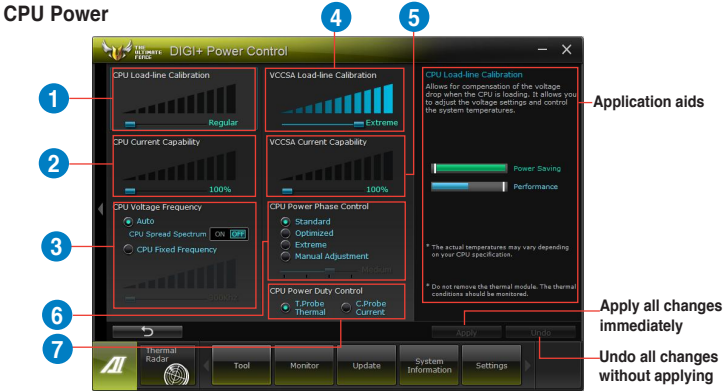 CPU Power
4
5
THE ULTIMATE FORCE
DIGI+ Power Control
CPU Load-line Calibration
Regular
1
VCCSA Load-line Calibration
Extreme
CPU Load-line Calibration
Allows for compensation of the voltage
drop when the CPU is loading. It allows you
to adjust the voltage settings and control
the system temperatures.
Application aids
2
CPU Current Capability
100%
VCCSA Current Capability
100%
Power Saving
Performance
3
CPU Voltage Frequency
Auto
CPU Spread Spectrum ON OFF
CPU Fixed Frequency
CPU Power Phase Control
Standard
Optimized
Extreme
Manual Adjustment
Medium
* The actual temperatures may vary depending
on your CPU specification.
* Do not remove the thermal module. The thermal
conditions should be monitored.
6
CPU Power Duty Control
T.Probe
Thermal
C.Probe
Current
7
Apply
Undo
Apply all changes
immediately
Undo all changes
without applying
AI
Thermal
Radar
Tool
Monitor
Update
System
Information
Settings